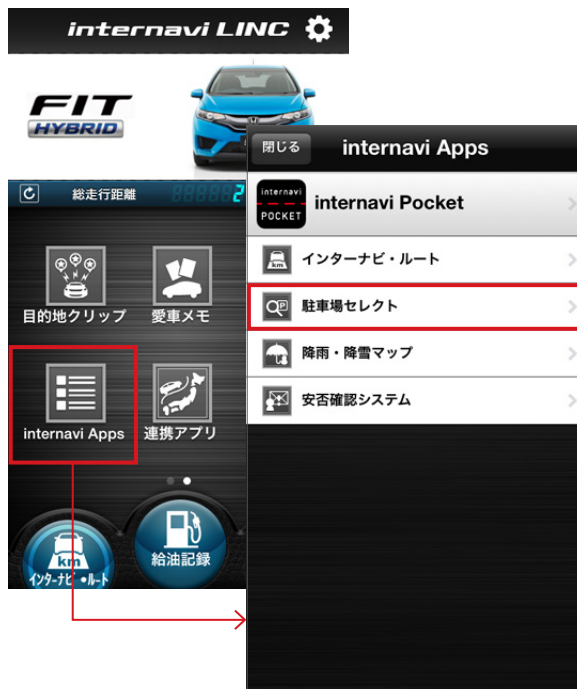 internavi LINC
FIT
HYBRID
総走行距離
2
目的地クリップ
愛車メモ
internavi Apps
連携アプリ
km
インターナビ・ルート
給油記録
閉じる
internavi Apps
internavi
POCKET
internavi Pocket
km
インターナビ・ルート
P
駐車場セレクト
降雨・降雪マップ
安否確認システム